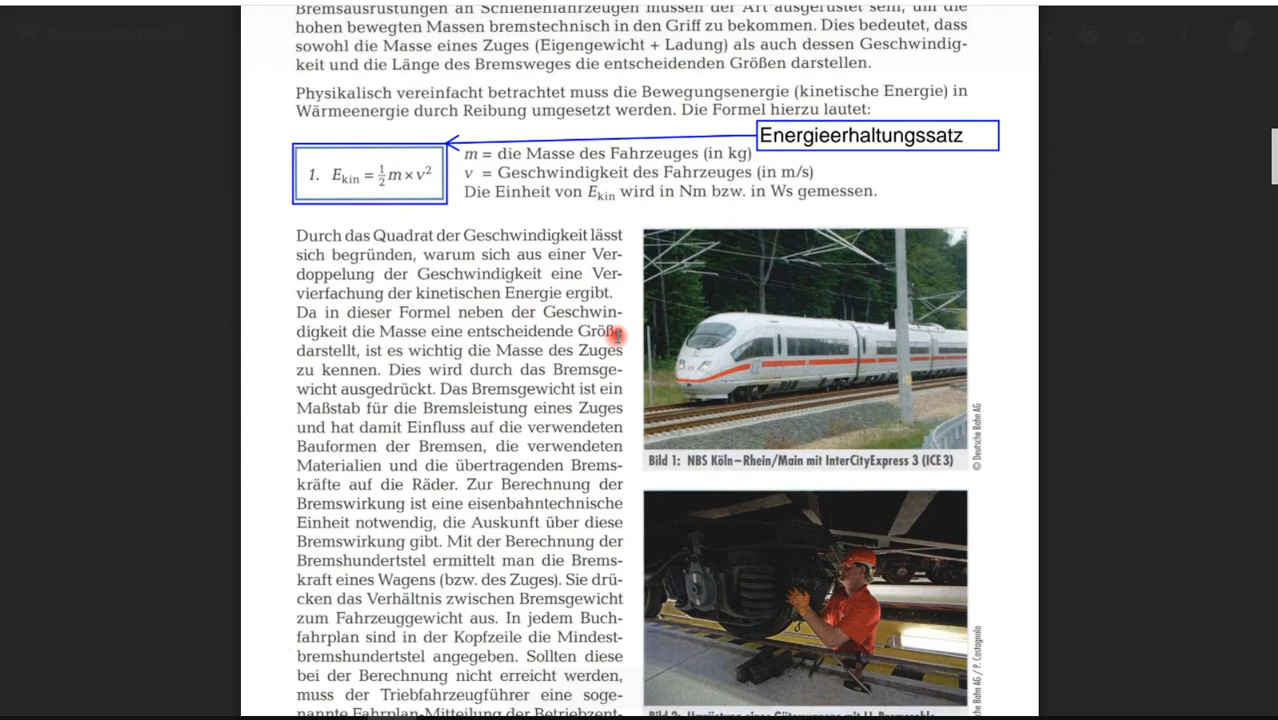 Bremsausrüstungen an Schienenfahrzeugen müssen der Art ausgerüstet sein, um die
hohen bewegten Massen bremstechnisch in den Griff zu bekommen. Dies bedeutet, dass
sowohl die Masse eines Zuges (Eigengewicht + Ladung) als auch dessen Geschwindig-
keit und die Länge des Bremsweges die entscheidenden Größen darstellen.
Physikalisch vereinfacht betrachtet muss die Bewegungsenergie (kinetische Energie) in
Wärmeenergie durch Reibung umgesetzt werden. Die Formel hierzu lautet:
Energieerhaltungssatz
1. Ekin = ½ m × v²
m = die Masse des Fahrzeuges (in kg)
v = Geschwindigkeit des Fahrzeuges (in m/s)
Die Einheit von Ekin wird in Nm bzw. in Ws gemessen.
Durch das Quadrat der Geschwindigkeit lässt
sich begründen, warum sich aus einer Ver-
doppelung der Geschwindigkeit eine Ver-
vierfachung der kinetischen Energie ergibt.
Da in dieser Formel neben der Geschwin-
digkeit die Masse eine entscheidende Größe
darstellt, ist es wichtig die Masse des Zuges
zu kennen. Dies wird durch das Bremsge-
wicht ausgedrückt. Das Bremsgewicht ist ein
Maßstab für die Bremsleistung eines Zuges
und hat damit Einfluss auf die verwendeten
Bauformen der Bremsen, die verwendeten
Materialien und die übertragenden Brems-
kräfte auf die Räder. Zur Berechnung der
Bremswirkung ist eine eisenbahntechnische
Einheit notwendig, die Auskunft über diese
Bremswirkung gibt. Mit der Berechnung der
Bremshundertstel ermittelt man die Brems-
kraft eines Wagens (bzw. des Zuges). Sie drü-
cken das Verhältnis zwischen Bremsgewicht
zum Fahrzeuggewicht aus. In jedem Buch-
fahrplan sind in der Kopfzeile die Mindest-
bremshundertstel angegeben. Sollten diese
bei der Berechnung nicht erreicht werden,
muss der Triebfahrzeugführer eine soge-
nannte Fahrplan-Mitteilung der Betriebzent-
© Deutsche Bahn AG
Bild 1: NBS Köln – Rhein/Main mit InterCityExpress 3 (ICE 3)
che Bahn AG / P. Castagnola